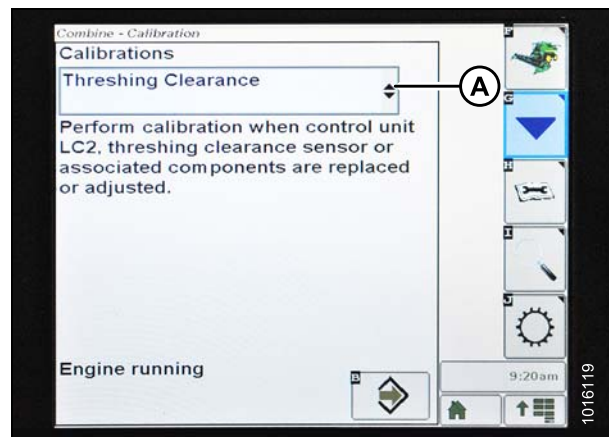 Combine - Calibration
Calibrations
Threshing Clearance
A
Perform calibration when control unit
LC2, threshing clearance sensor or
associated components are replaced
or adjusted.
Engine running
B
F
G
H
I
J
9:20am
1016119